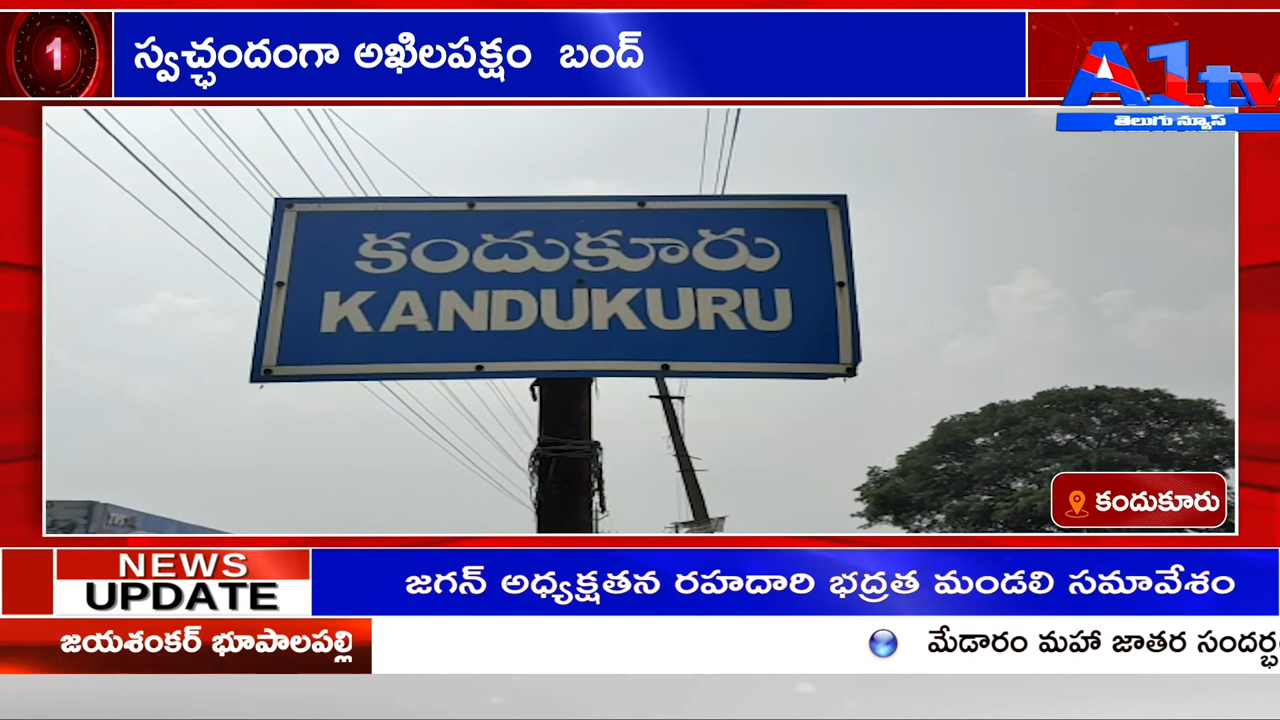 1
స్వచ్ఛందంగా అఖిలపక్షం బంద్
A1tv
తెలుగు న్యూస్
కందుకూరు
KANDUKURU
కందుకూరు
NEWS
UPDATE
జగన్ అధ్యక్షతన రహదారి భద్రత మండలి సమావేశం
జయశంకర్ భూపాలపల్లి
మేడారం మహా జాతర